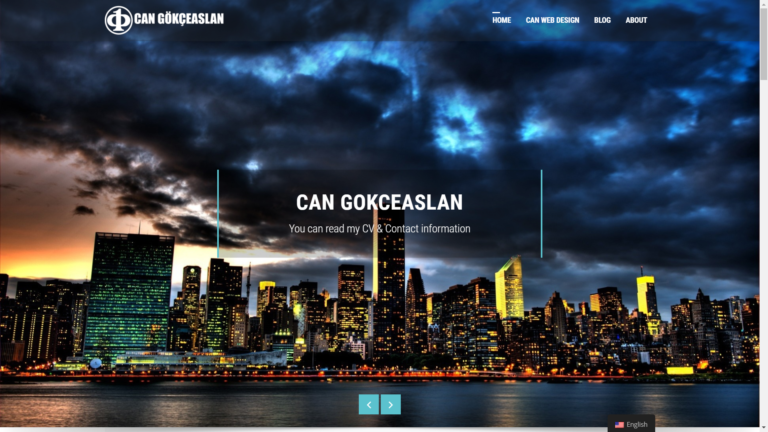 CAN GÖKÇEASLAN
HOME CAN WEB DESIGN BLOG ABOUT
CAN GOKCEASLAN
You can read my CV & Contact information
English